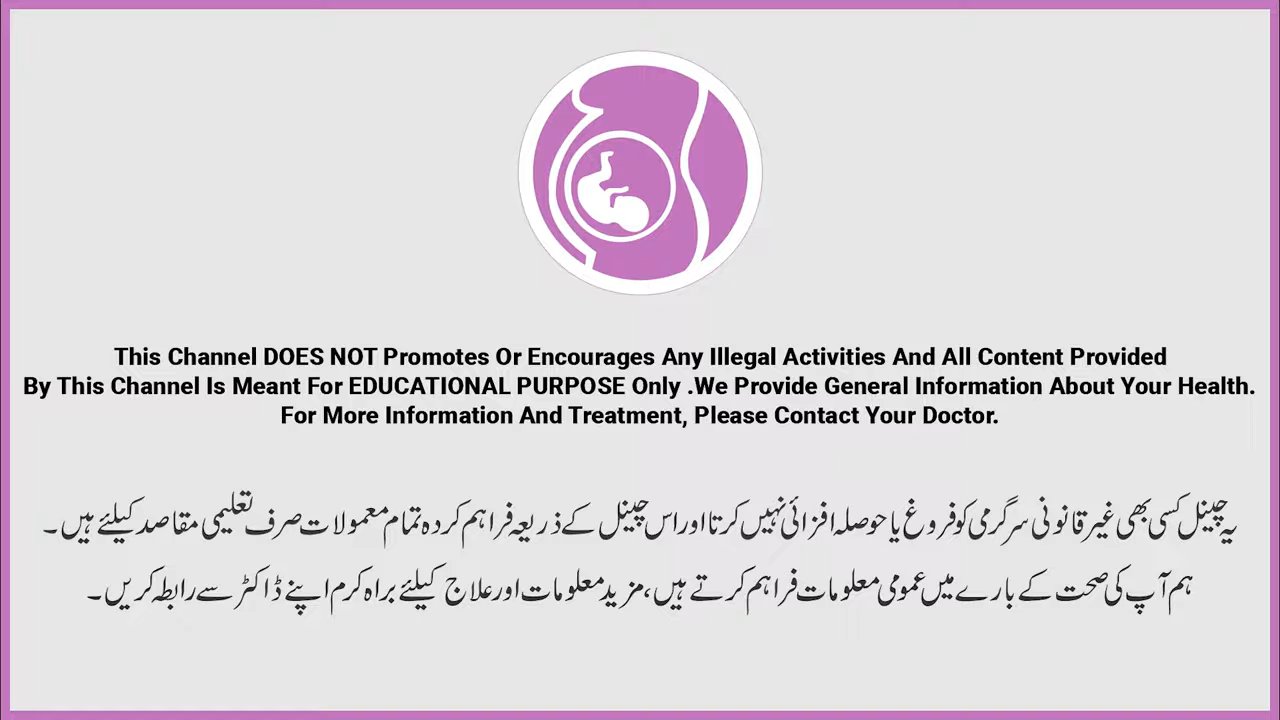 This Channel DOES NOT Promotes Or Encourages Any Illegal Activities And All Content Provided
By This Channel Is Meant For EDUCATIONAL PURPOSE Only .We Provide General Information About Your Health.
For More Information And Treatment, Please Contact Your Doctor.
یہ چینل کسی بھی غیر قانونی سرگرمی کو فروغ یا حوصلہ افزائی نہیں کرتا اور اس چینل کے ذریعہ فراہم کردہ تمام معمولات صرف تعلیمی مقاصد کیلئے ہیں۔
ہم آپ کی صحت کے بارے میں عمومی معلومات فراہم کرتے ہیں، مزید معلومات اور علاج کیلئے براہ کرم اپنے ڈاکٹر سے رابطہ کریں۔